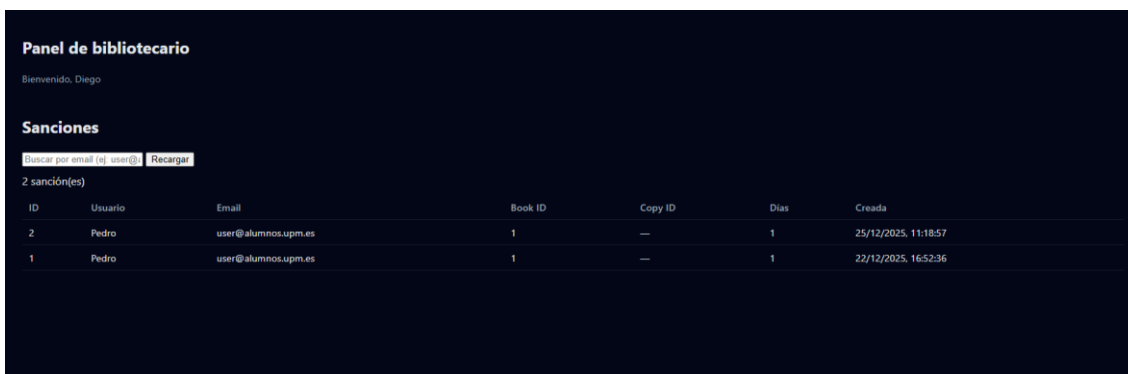 Panel de bibliotecario
Bienvenido, Diego
Sanciones
Buscar por email (ej: user@ Recargar
2 sanción(es)
ID Usuario Email Book ID Copy ID Días Creada
2 Pedro user@alumnos.upm.es 1 — 1 25/12/2025, 11:18:57
1 Pedro user@alumnos.upm.es 1 — 1 22/12/2025, 16:52:36